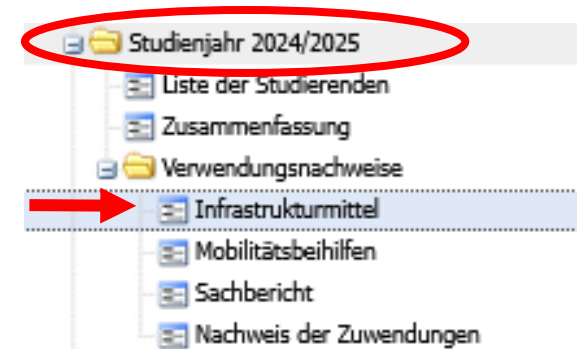 Studienjahr 2024/2025
Liste der Studierenden
Zusammenfassung
Verwendungsnachweise
Infrastrukturmittel
Mobilitätsbeihilfen
Sachbericht
Nachweis der Zuwendungen